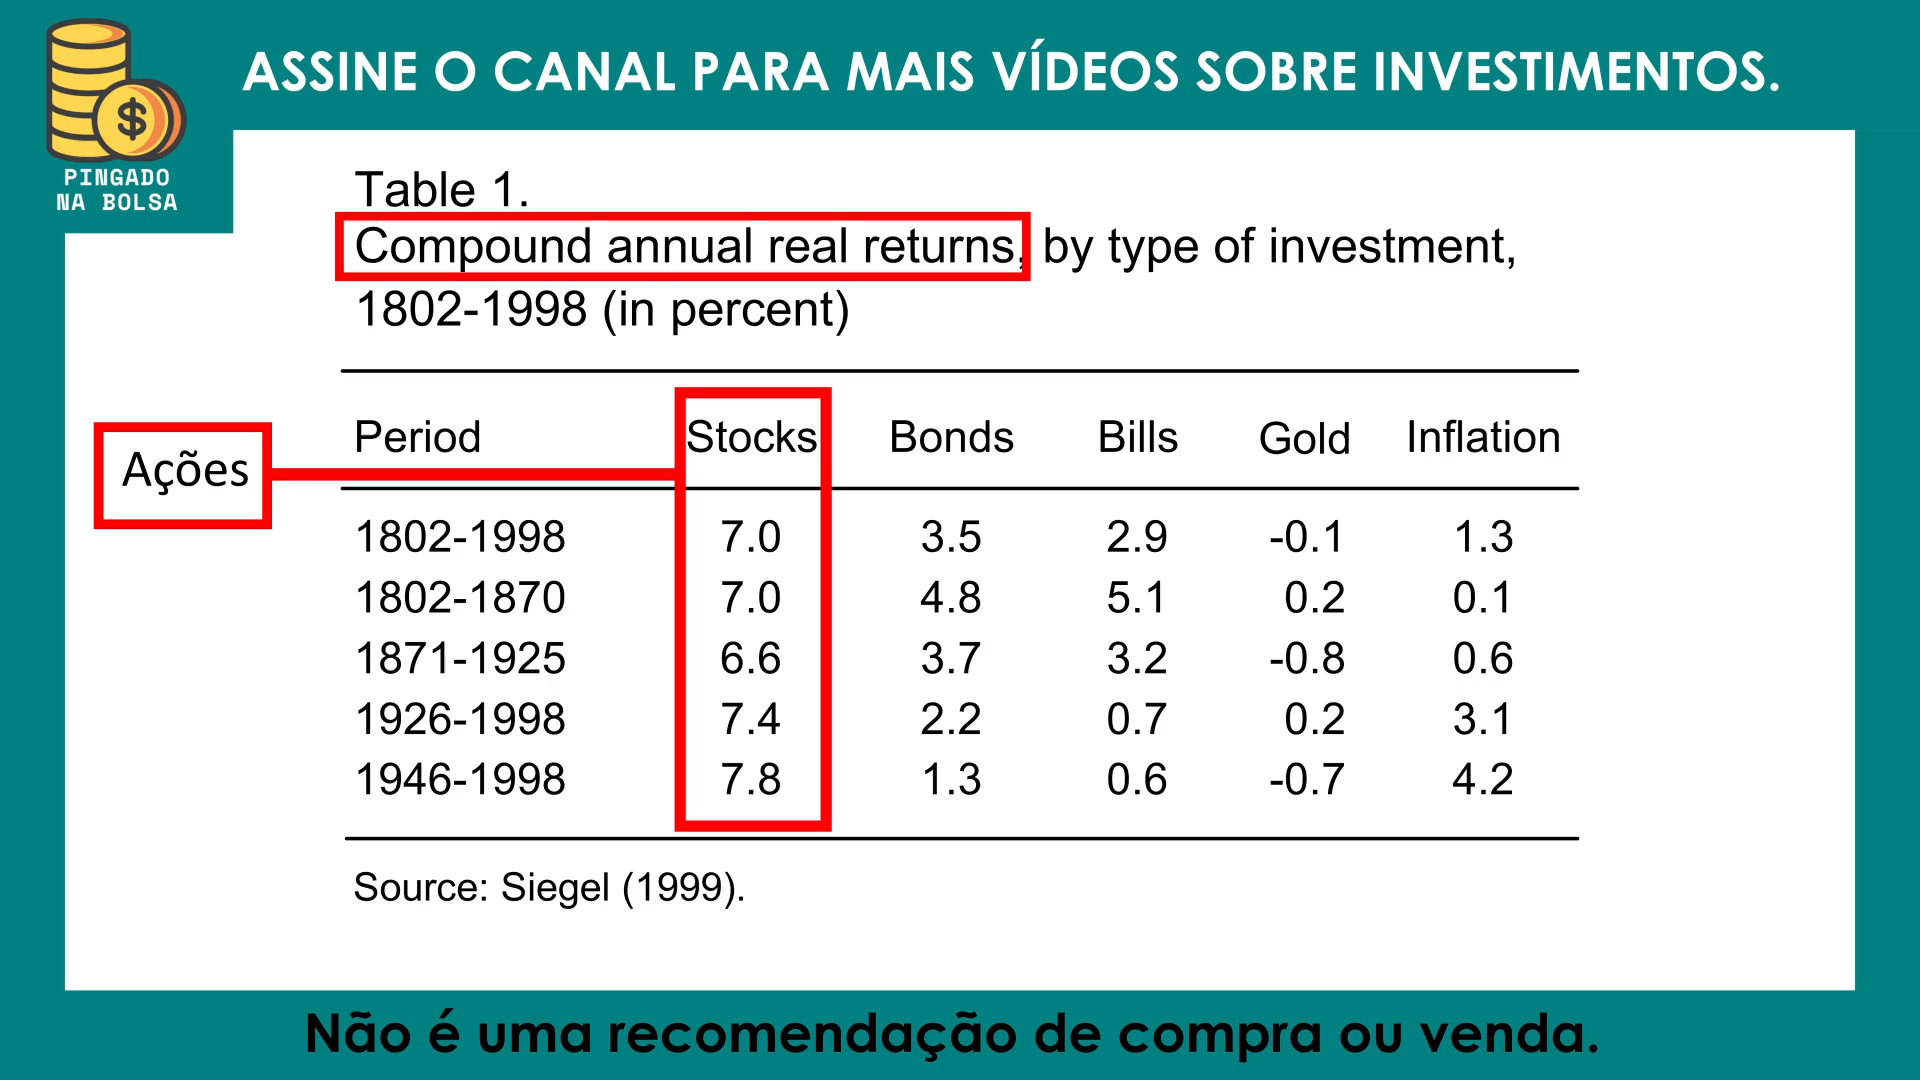 ASSINE O CANAL PARA MAIS VÍDEOS SOBRE INVESTIMENTOS.
$
PINGADO
NA BOLSA
Table 1.
Compound annual real returns, by type of investment,
1802-1998 (in percent)
Ações
Period Stocks Bonds Bills Gold Inflation
1802-1998 7.0 3.5 2.9 -0.1 1.3
1802-1870 7.0 4.8 5.1 0.2 0.1
1871-1925 6.6 3.7 3.2 -0.8 0.6
1926-1998 7.4 2.2 0.7 0.2 3.1
1946-1998 7.8 1.3 0.6 -0.7 4.2
Source: Siegel (1999).
Não é uma recomendação de compra ou venda.